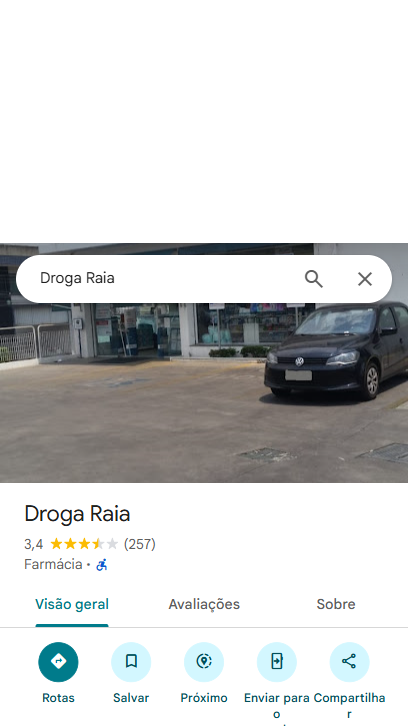 Droga Raia
Droga Raia
3,4 (257)
Farmácia ·
Visão geral Avaliações Sobre
Rotas Salvar Próximo Enviar para o Compartilhar